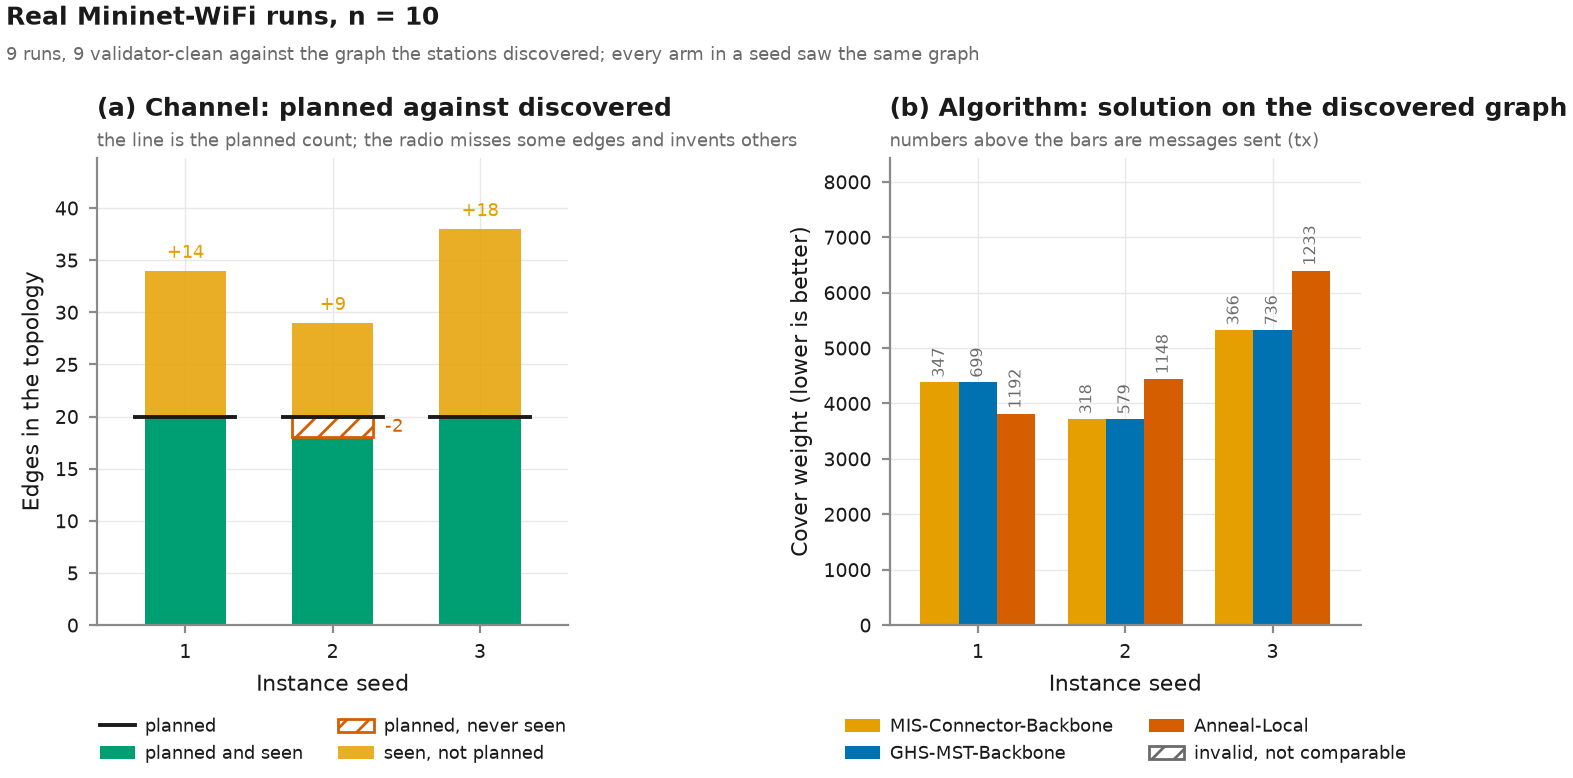 Real Mininet-WiFi runs, n = 10
9 runs, 9 validator-clean against the graph the stations discovered; every arm in a seed saw the same graph
(a) Channel: planned against discovered
the line is the planned count; the radio misses some edges and invents others
Edges in the topology
40
35
30
25
20
15
10
5
0
+14
+9
-2
+18
1
2
3
Instance seed
planned
planned and seen
planned, never seen
seen, not planned
(b) Algorithm: solution on the discovered graph
numbers above the bars are messages sent (tx)
Cover weight (lower is better)
8000
7000
6000
5000
4000
3000
2000
1000
0
347
699
1192
318
579
1148
366
736
1233
1
2
3
Instance seed
MIS-Connector-Backbone
GHS-MST-Backbone
Anneal-Local
invalid, not comparable